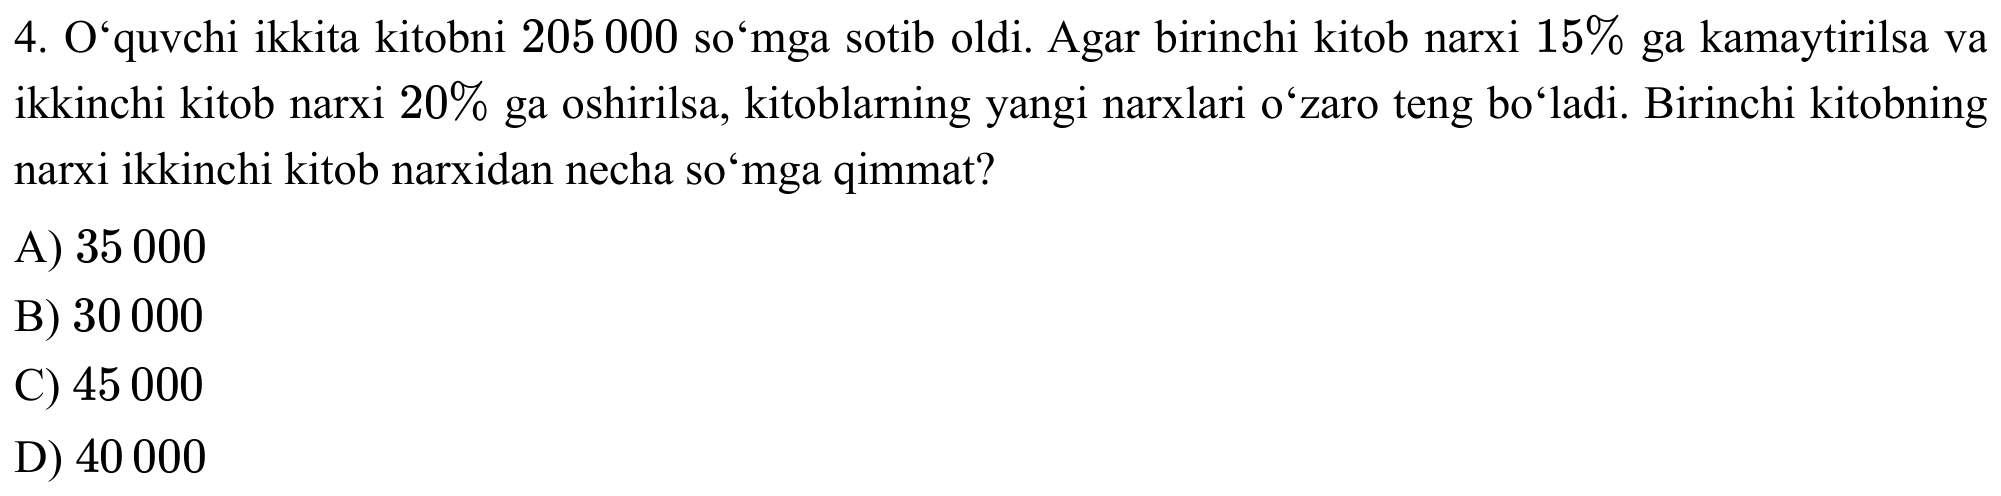 4. O‘quvchi ikkita kitobni 205 000 so‘mga sotib oldi. Agar birinchi kitob narxi 15% ga kamaytirilsa va
ikkinchi kitob narxi 20% ga oshirilsa, kitoblarning yangi narxlari o‘zaro teng bo‘ladi. Birinchi kitobning
narxi ikkinchi kitob narxidan necha so‘mga qimmat?
A) 35 000
B) 30 000
C) 45 000
D) 40 000